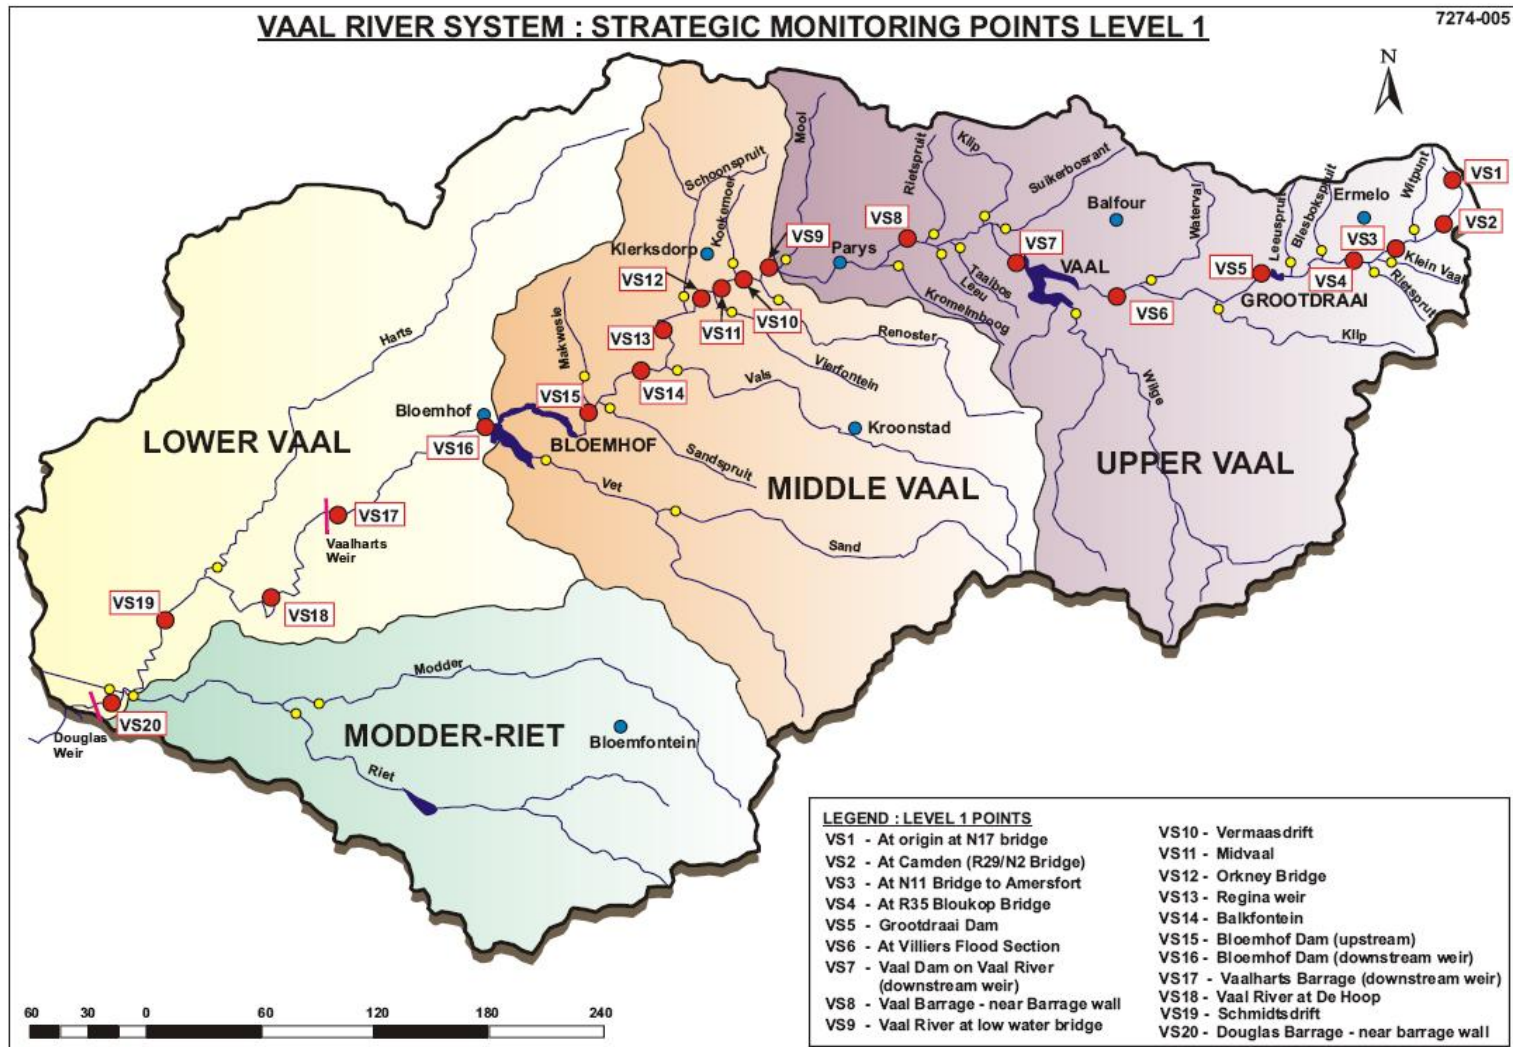 VAAL RIVER SYSTEM : STRATEGIC MONITORING POINTS LEVEL 1
7274-005
N
Mooi
Rietspruit
Klip
Suikerbosrant
Schoonspruit
Koekemoer
Klerksdorp
Balfour
Waterval
Leeuspruit
Blesbokspruit
Ermelo
Witpunt
VS1
VS2
VS3
Klein Vaal
VS4
Rietsprut
VS5
GROOTDRAAI
VS6
VAAL
VS7
VS8
Parys
VS9
Taaibos
Leeu
Kromelmboog
Klip
VS10
VS11
VS12
Renoster
Vierfontein
VS13
Makwesie
VS14
Vals
Wilge
Harts
VS15
Bloemhof
VS16
BLOEMHOF
Kroonstad
Sandspruit
LOWER VAAL
MIDDLE VAAL
UPPER VAAL
Vet
Sand
VS17
Vaalharts
Weir
VS18
VS19
Modder
MODDER-RIET
Bloemfontein
Riet
VS20
Douglas
Weir
60 30 0 60 120 180 240
LEGEND : LEVEL 1 POINTS
VS1 - At origin at N17 bridge
VS2 - At Camden (R29/N2 Bridge)
VS3 - At N11 Bridge to Amersfort
VS4 - At R35 Bloukop Bridge
VS5 - Grootdraai Dam
VS6 - At Villiers Flood Section
VS7 - Vaal Dam on Vaal River
(downstream weir)
VS8 - Vaal Barrage - near Barrage wall
VS9 - Vaal River at low water bridge
VS10 - Vermaasdrift
VS11 - Midvaal
VS12 - Orkney Bridge
VS13 - Regina weir
VS14 - Balkfontein
VS15 - Bloemhof Dam (upstream)
VS16 - Bloemhof Dam (downstream weir)
VS17 - Vaalharts Barrage (downstream weir)
VS18 - Vaal River at De Hoop
VS19 - Schmidtsdrift
VS20 - Douglas Barrage - near barrage wall